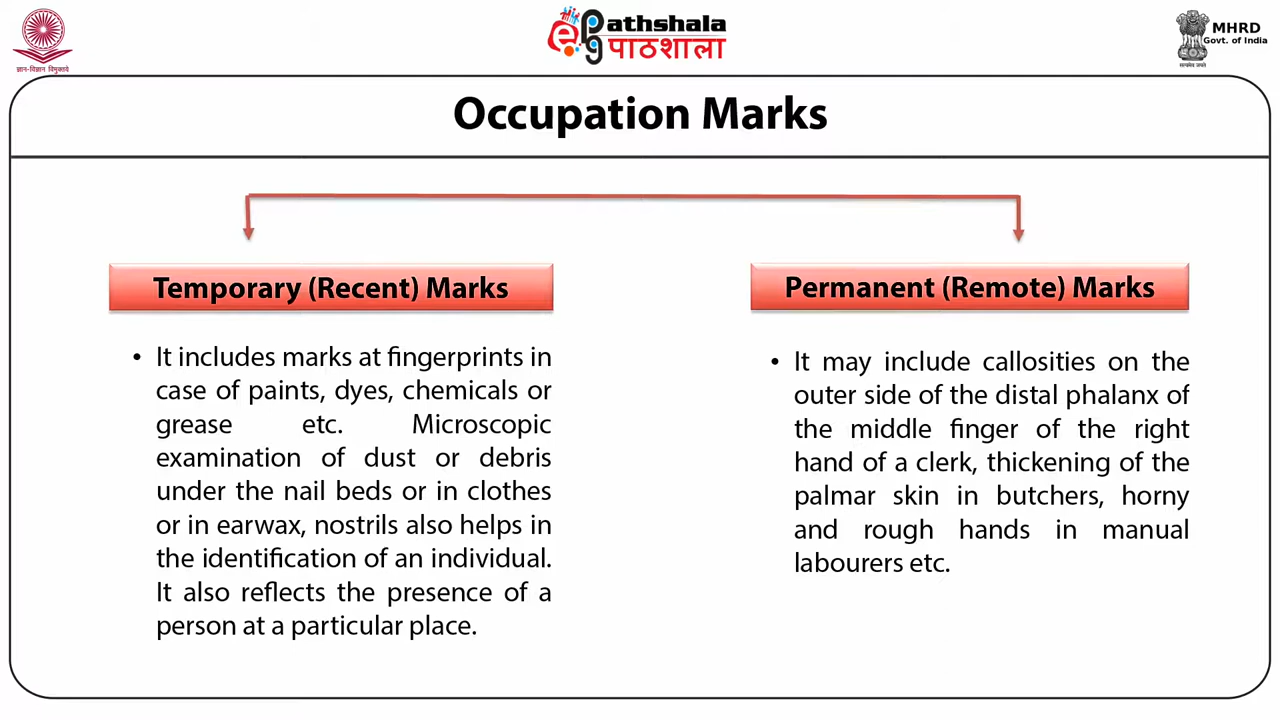 ज्ञान-विज्ञान विमुक्तये
ePathshala
पाठशाला
MHRD
Govt. of India
सत्यमेव जयते
Occupation Marks
Temporary (Recent) Marks
• It includes marks at fingerprints in
case of paints, dyes, chemicals or
grease etc. Microscopic
examination of dust or debris
under the nail beds or in clothes
or in earwax, nostrils also helps in
the identification of an individual.
It also reflects the presence of a
person at a particular place.
Permanent (Remote) Marks
• It may include callosities on the
outer side of the distal phalanx of
the middle finger of the right
hand of a clerk, thickening of the
palmar skin in butchers, horny
and rough hands in manual
labourers etc.